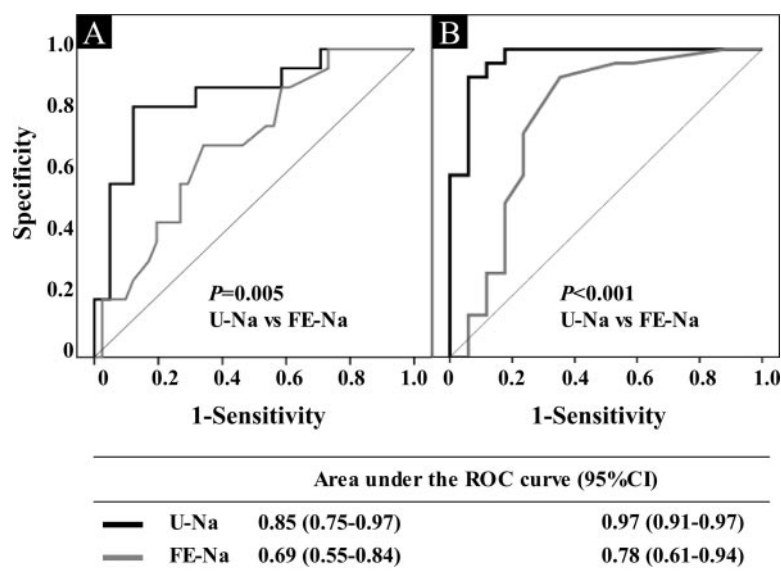 A
B
Specificity
1.0
0.8
0.6
0.4
0.2
0
P=0.005
U-Na vs FE-Na
P<0.001
U-Na vs FE-Na
0 0.2 0.4 0.6 0.8 1.0
0 0.2 0.4 0.6 0.8 1.0
1-Sensitivity
1-Sensitivity
Area under the ROC curve (95%CI)
U-Na 0.85 (0.75-0.97) 0.97 (0.91-0.97)
FE-Na 0.69 (0.55-0.84) 0.78 (0.61-0.94)